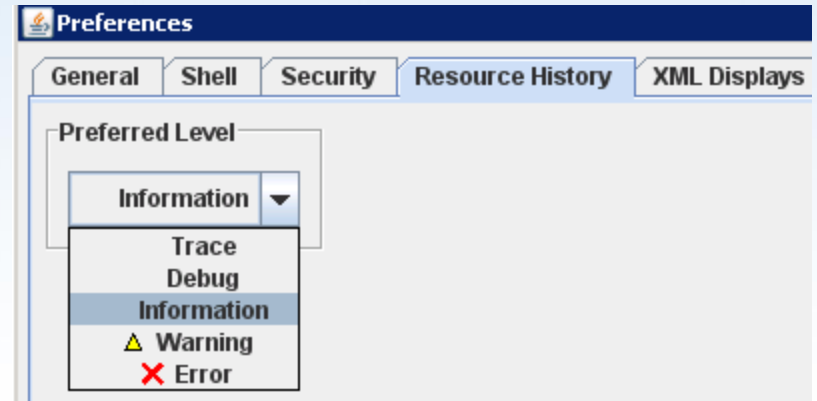 Preferences
General Shell Security Resource History XML Displays
Preferred Level
Information
Trace
Debug
Information
Warning
Error